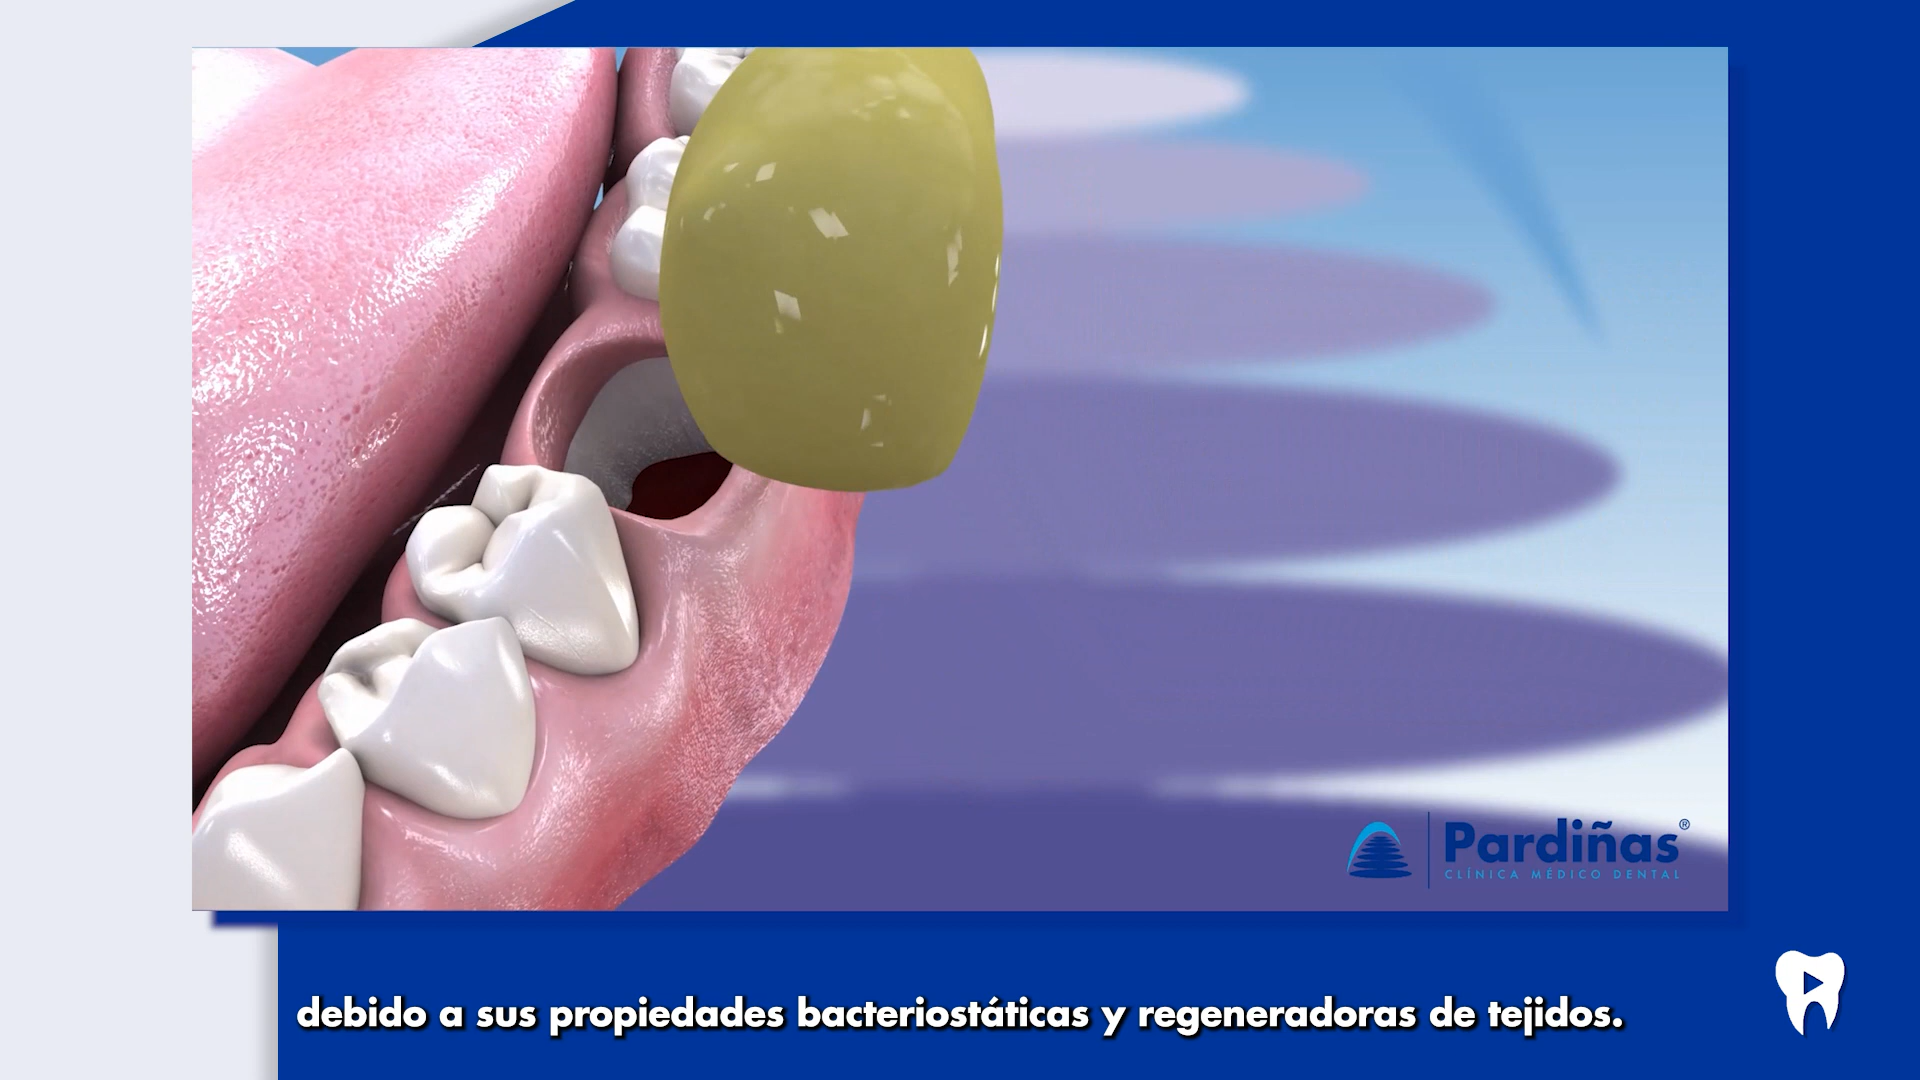 Pardiñas®
CLÍNICA MÉDICO DENTAL
debido a sus propiedades bacteriostáticas y regeneradoras de tejidos.